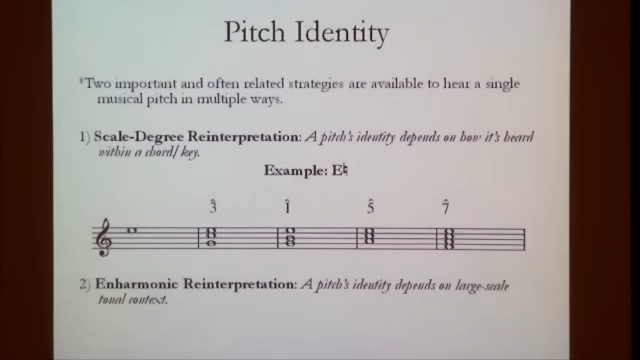 Pitch Identity
*Two important and often related strategies are available to hear a single
musical pitch in multiple ways.
1) Scale-Degree Reinterpretation: A pitch's identity depends on how it's heard
within a chord/key.
Example: E♮
3̂ 1̂ 5̂ 7̂
2) Enharmonic Reinterpretation: A pitch's identity depends on large-scale
tonal context.